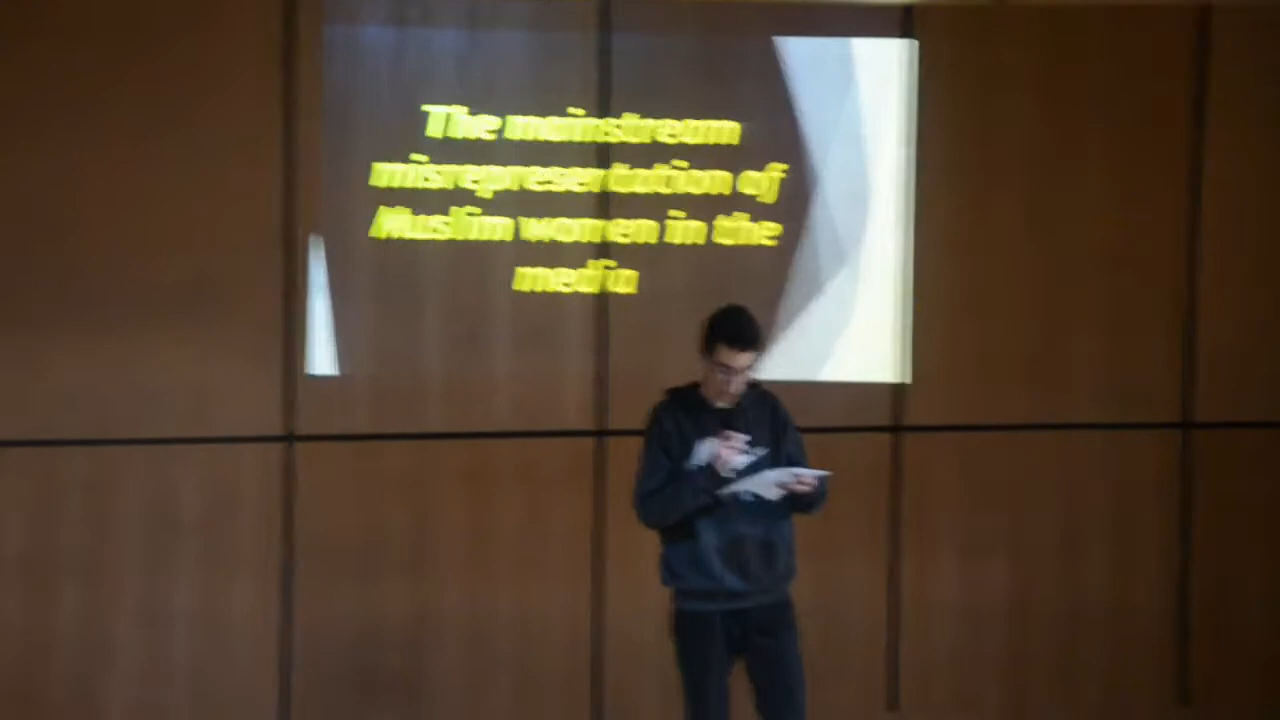 The mainstream
misrepresentation of
Muslim women in the
media